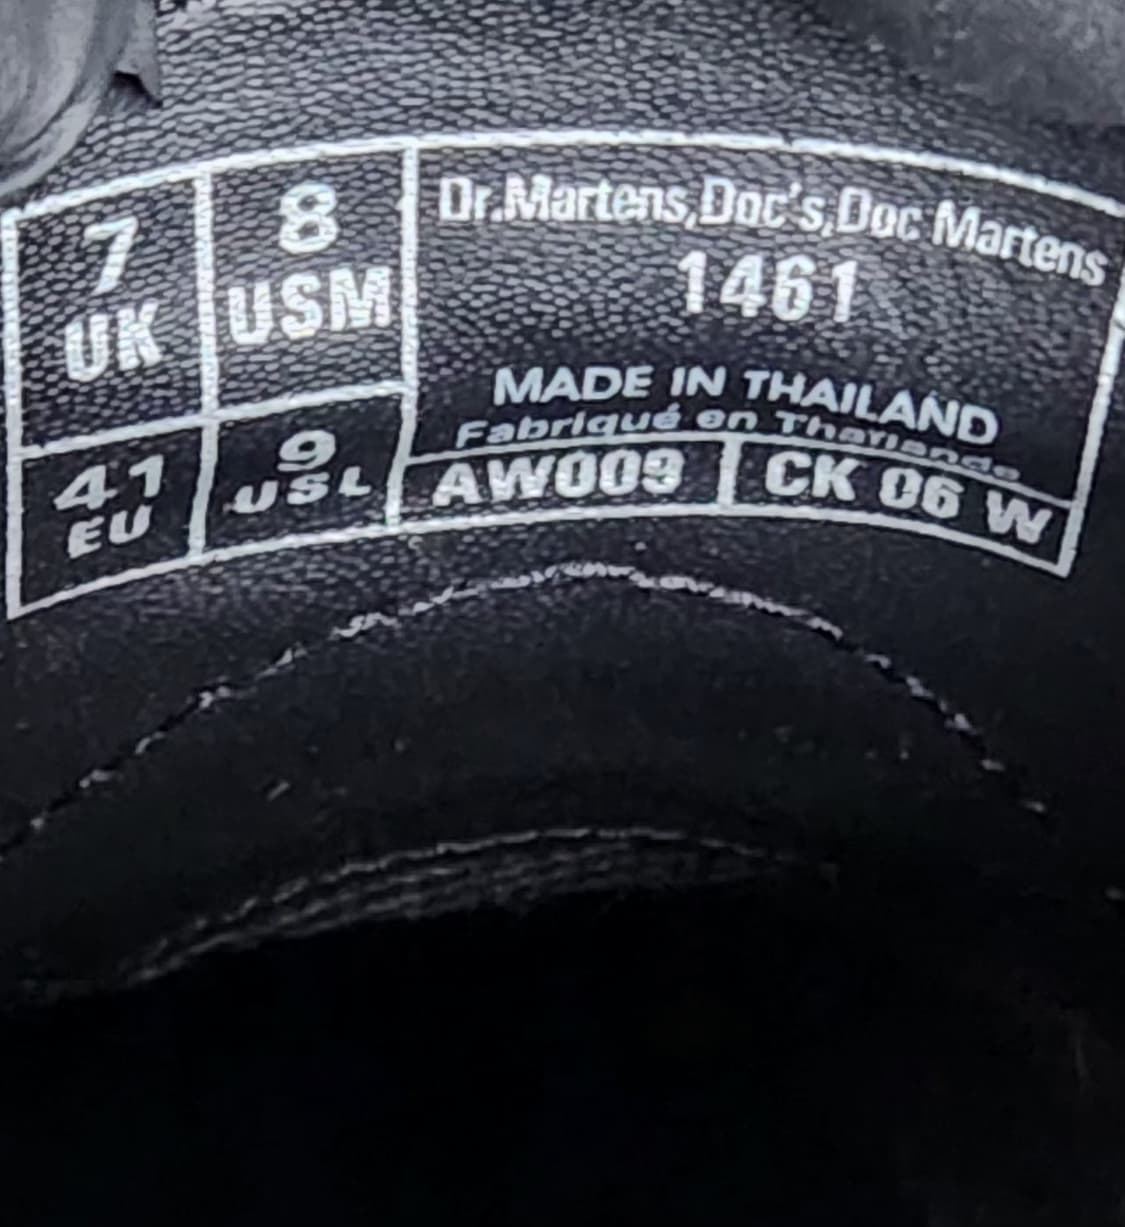 7
UK
8
USM
Dr.Martens,Doc's,Doc Martens
1461
MADE IN THAILAND
Fabriqué en Thaïlande
41
EU
9
USL
AW009
CK 06 W